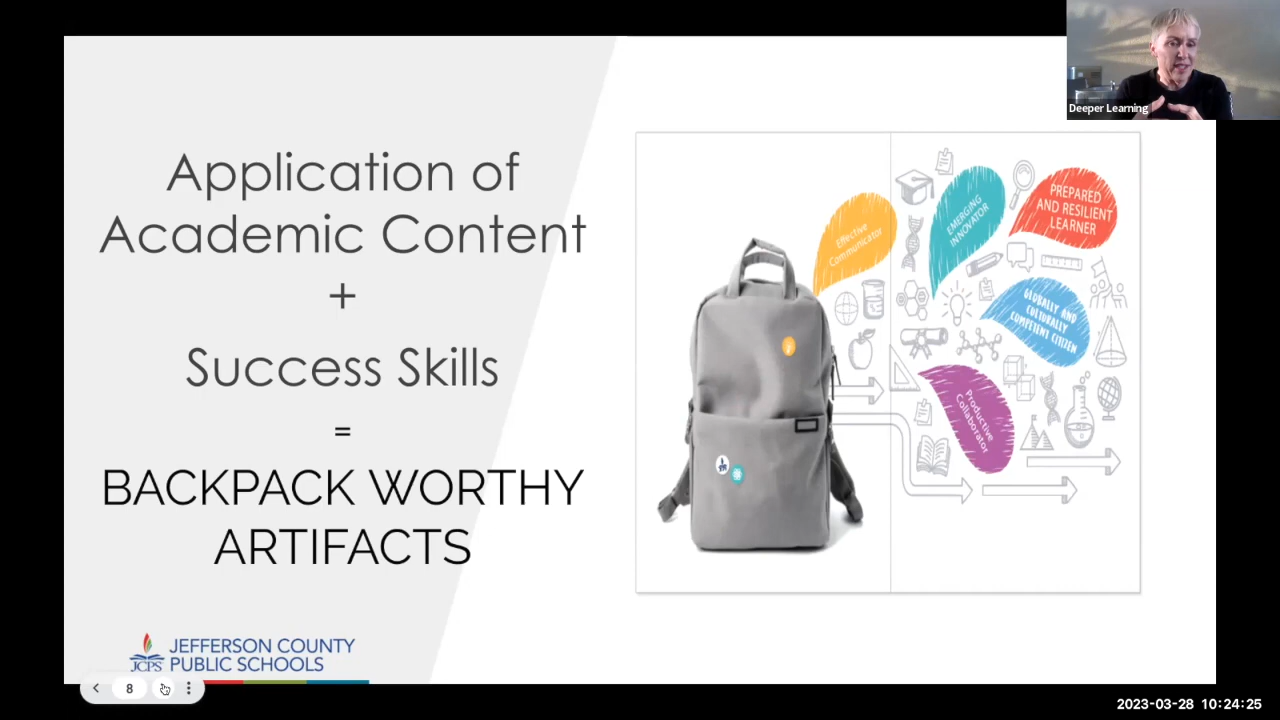 Application of
Academic Content
+
Success Skills
=
BACKPACK WORTHY
ARTIFACTS
JCPS
JEFFERSON COUNTY
PUBLIC SCHOOLS
8
Effective
Communicator
EMERGING
INNOVATOR
PREPARED
AND RESILIENT
LEARNER
GLOBALLY AND
CULTURALLY
COMPETENT CITIZEN
Productive
Collaborator
Deeper Learning
2023-03-28 10:24:25